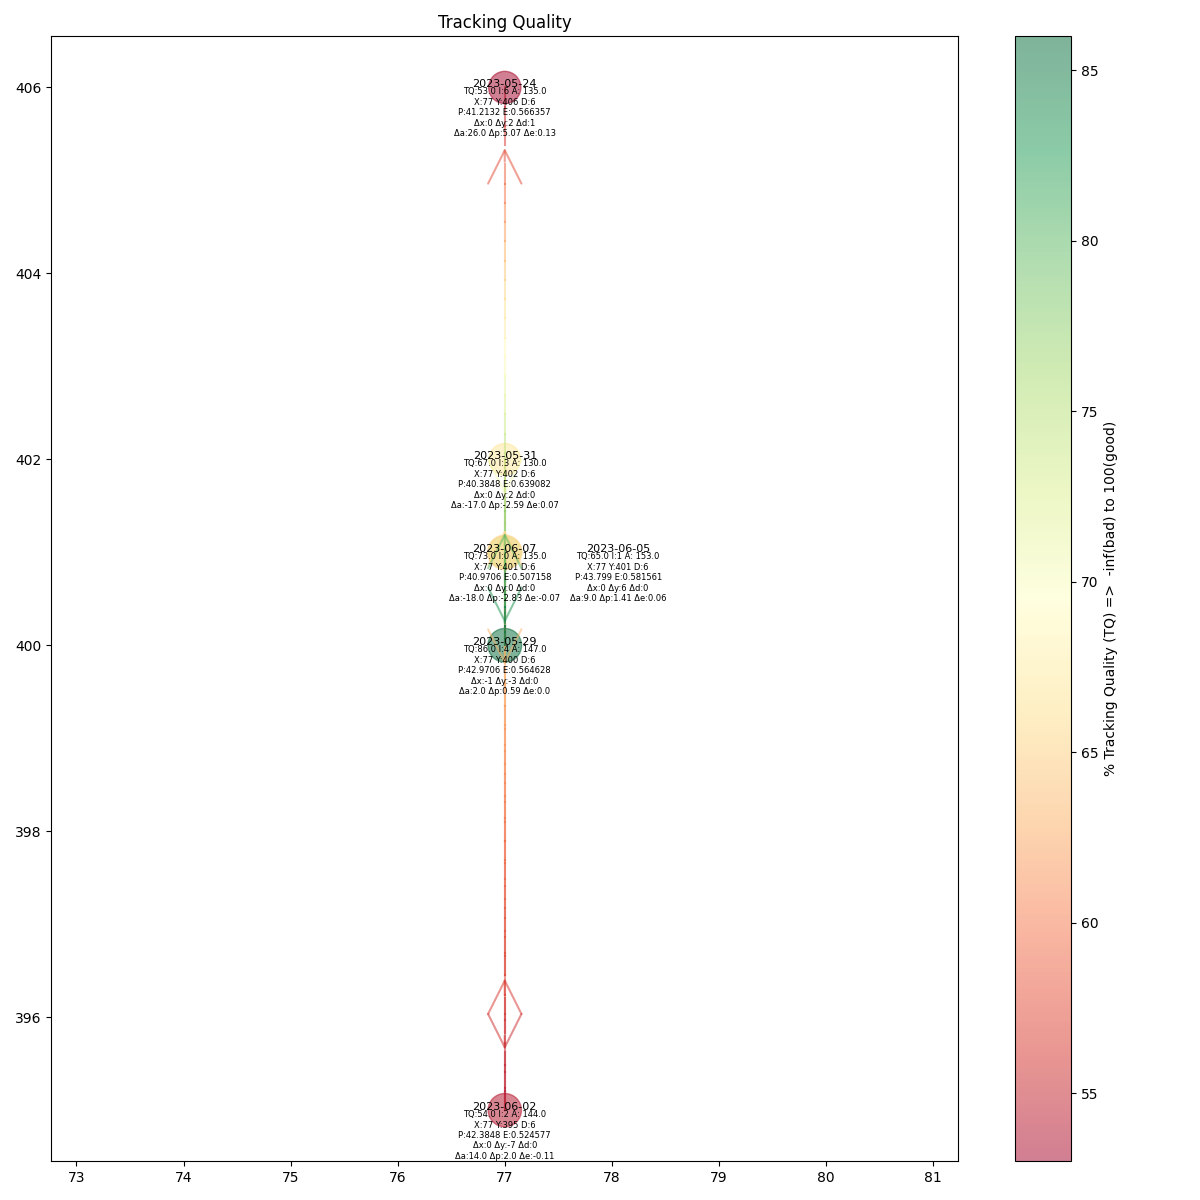 Tracking Quality
406
404
402
400
398
396
2023-05-24
TQ:53.0 I:6 A: 135.0
X:77 Y:406 D:6
P:41.2132 E:0.566357
Δx:0 Δy:2 Δd:1
Δa:26.0 Δp:5.07 Δe:0.13
2023-05-31
TQ:67.0 I:3 A: 130.0
X:77 Y:402 D:6
P:40.3848 E:0.639082
Δx:0 Δy:2 Δd:0
Δa:-17.0 Δp:-2.59 Δe:0.07
2023-06-07
TQ:73.0 I:0 A: 135.0
X:77 Y:401 D:6
P:40.9706 E:0.507158
Δx:0 Δy:0 Δd:0
Δa:-18.0 Δp:-2.83 Δe:-0.07
2023-06-05
TQ:65.0 I:1 A: 153.0
X:77 Y:401 D:6
P:43.799 E:0.581561
Δx:0 Δy:6 Δd:0
Δa:9.0 Δp:1.41 Δe:0.06
2023-05-29
TQ:86.0 I:4 A: 147.0
X:77 Y:400 D:6
P:42.9706 E:0.564628
Δx:-1 Δy:-3 Δd:0
Δa:2.0 Δp:0.59 Δe:0.0
2023-06-02
TQ:54.0 I:2 A: 144.0
X:77 Y:395 D:6
P:42.3848 E:0.524577
Δx:0 Δy:-7 Δd:0
Δa:14.0 Δp:2.0 Δe:-0.11
73 74 75 76 77 78 79 80 81
85
80
75
70
65
60
55
% Tracking Quality (TQ) => -inf(bad) to 100(good)